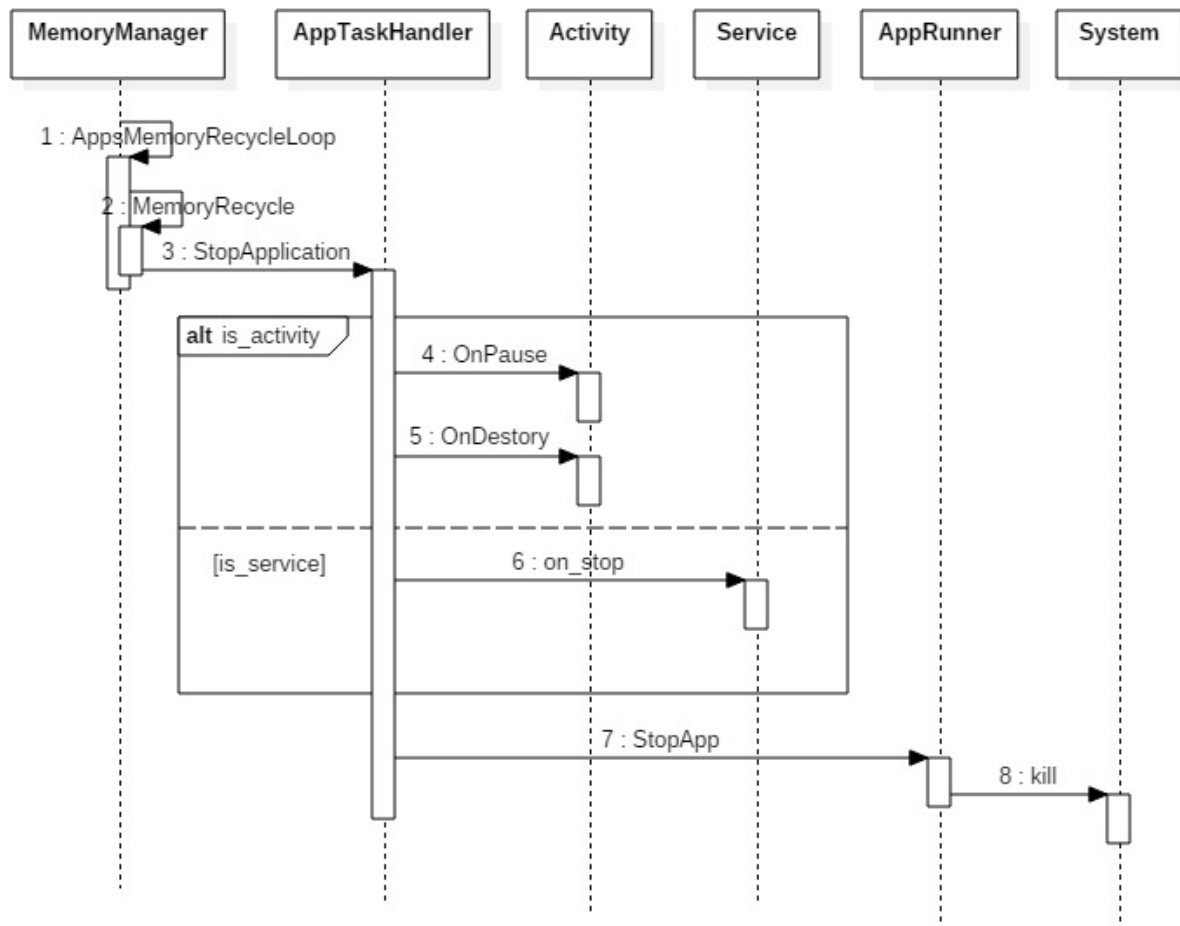 MemoryManager
AppTaskHandler
Activity
Service
AppRunner
System
1 : AppsMemoryRecycleLoop
2 : MemoryRecycle
3 : StopApplication
alt is_activity
4 : OnPause
5 : OnDestory
[is_service]
6 : on_stop
7 : StopApp
8 : kill